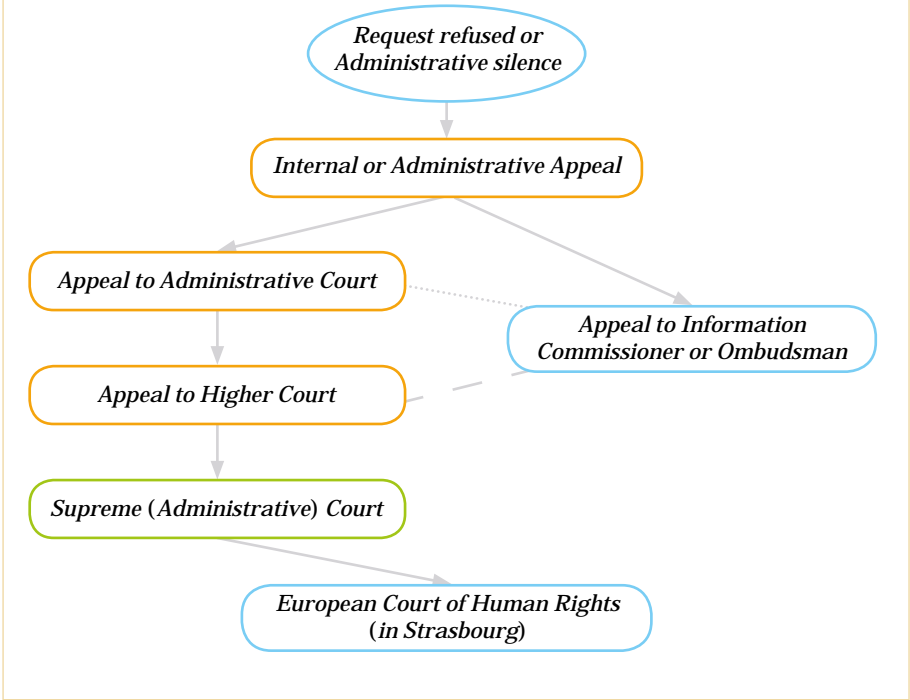 Request refused or
Administrative silence
Internal or Administrative Appeal
Appeal to Administrative Court
Appeal to Information
Commissioner or Ombudsman
Appeal to Higher Court
Supreme (Administrative) Court
European Court of Human Rights
(in Strasbourg)